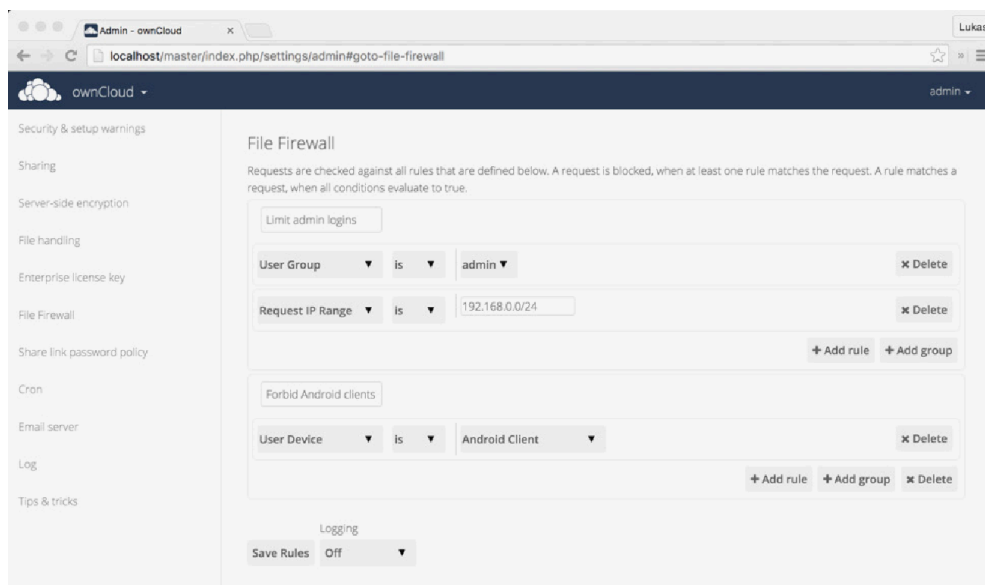 Admin - ownCloud
Lukas
localhost/master/index.php/settings/admin#goto-file-firewall
ownCloud
admin
Security & setup warnings
Sharing
Server-side encryption
File handling
Enterprise license key
File Firewall
Share link password policy
Cron
Email server
Log
Tips & tricks
File Firewall
Requests are checked against all rules that are defined below. A request is blocked, when at least one rule matches the request. A rule matches a
request, when all conditions evaluate to true.
Limit admin logins
User Group is admin Delete
Request IP Range is 192.168.0.0/24 Delete
+ Add rule + Add group
Forbid Android clients
User Device is Android Client Delete
+ Add rule + Add group Delete
Logging
Save Rules Off